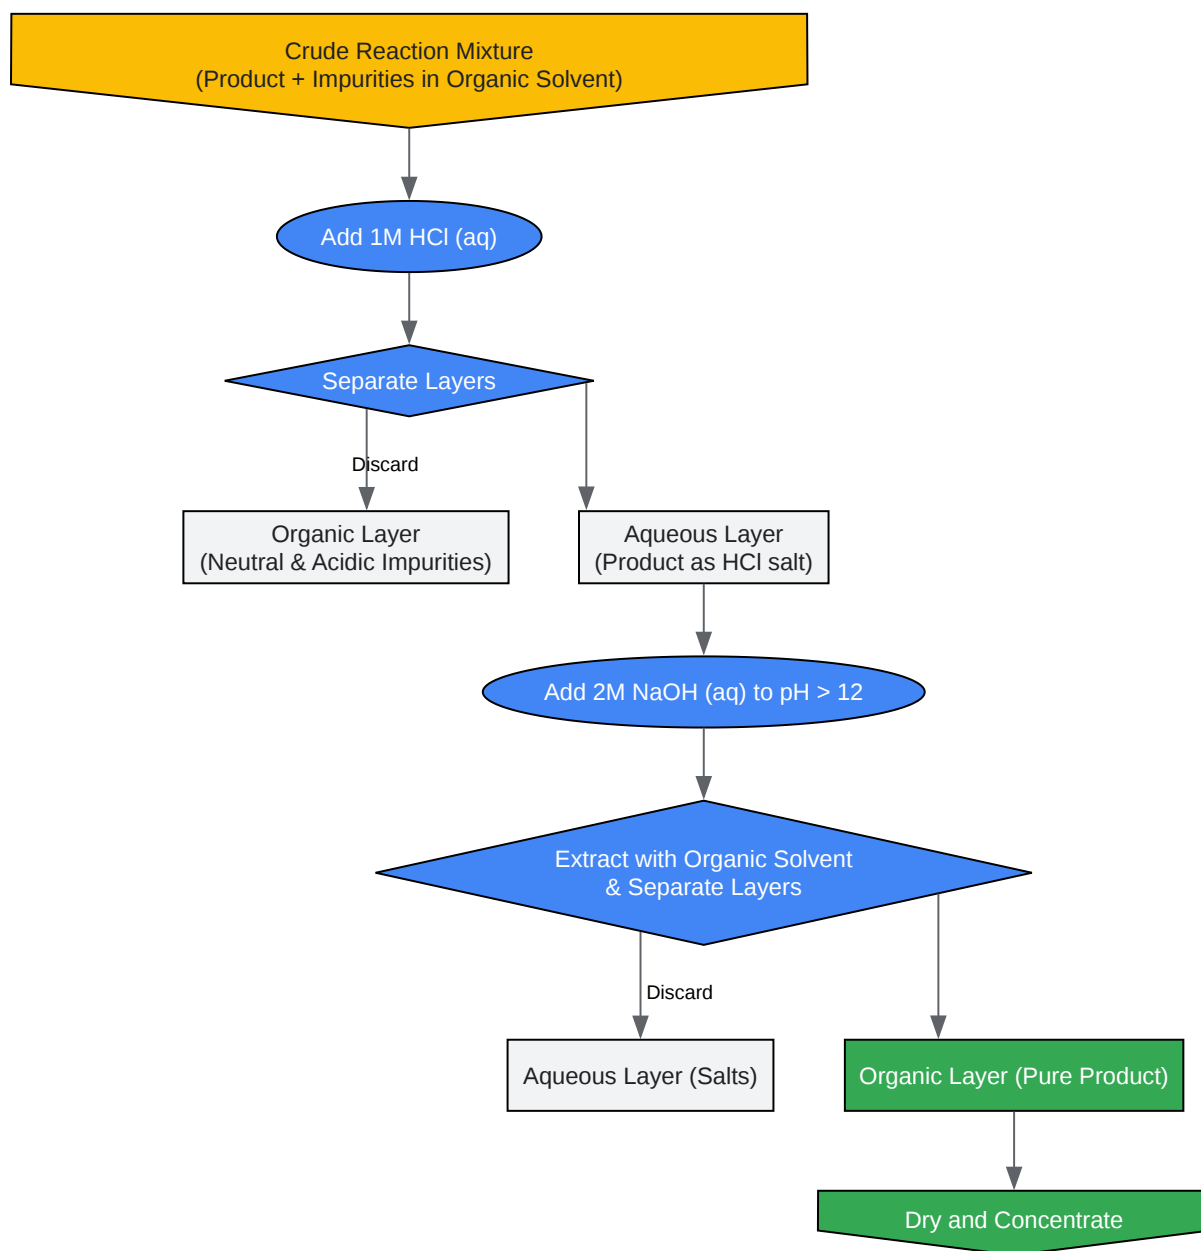 Crude Reaction Mixture
(Product + Impurities in Organic Solvent)
Add 1M HCl (aq)
Separate Layers
Discard
Organic Layer
(Neutral & Acidic Impurities)
Aqueous Layer
(Product as HCl salt)
Add 2M NaOH (aq) to pH > 12
Extract with Organic Solvent
& Separate Layers
Discard
Aqueous Layer (Salts)
Organic Layer (Pure Product)
Dry and Concentrate